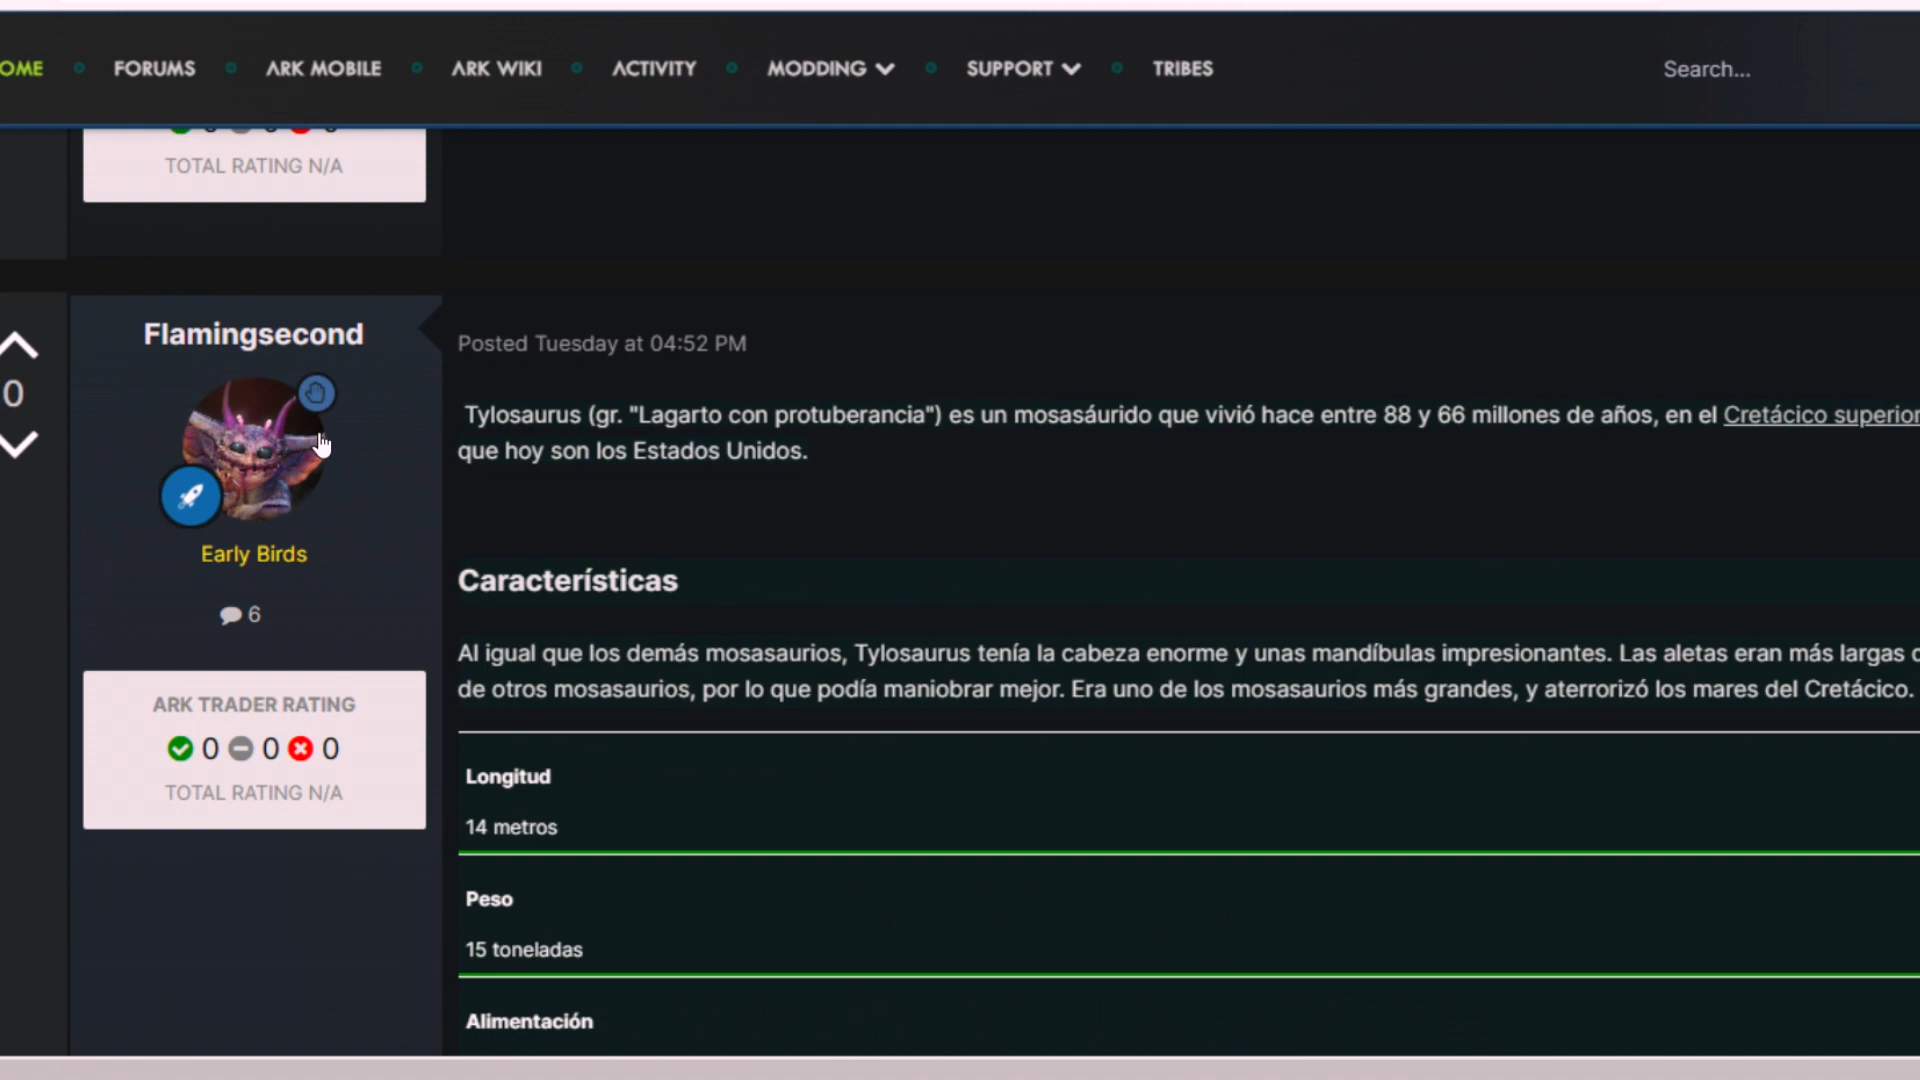 OME FORUMS ARK MOBILE ARK WIKI ACTIVITY MODDING SUPPORT TRIBES Search...
TOTAL RATING N/A
0
Flamingsecond
Early Birds
6
ARK TRADER RATING
0 0 0
TOTAL RATING N/A
Posted Tuesday at 04:52 PM
Tylosaurus (gr. "Lagarto con protuberancia") es un mosasáurido que vivió hace entre 88 y 66 millones de años, en el Cretácico superior
que hoy son los Estados Unidos.
Características
Al igual que los demás mosasaurios, Tylosaurus tenía la cabeza enorme y unas mandíbulas impresionantes. Las aletas eran más largas
de otros mosasaurios, por lo que podía maniobrar mejor. Era uno de los mosasaurios más grandes, y aterrorizó los mares del Cretácico.
Longitud
14 metros
Peso
15 toneladas
Alimentación